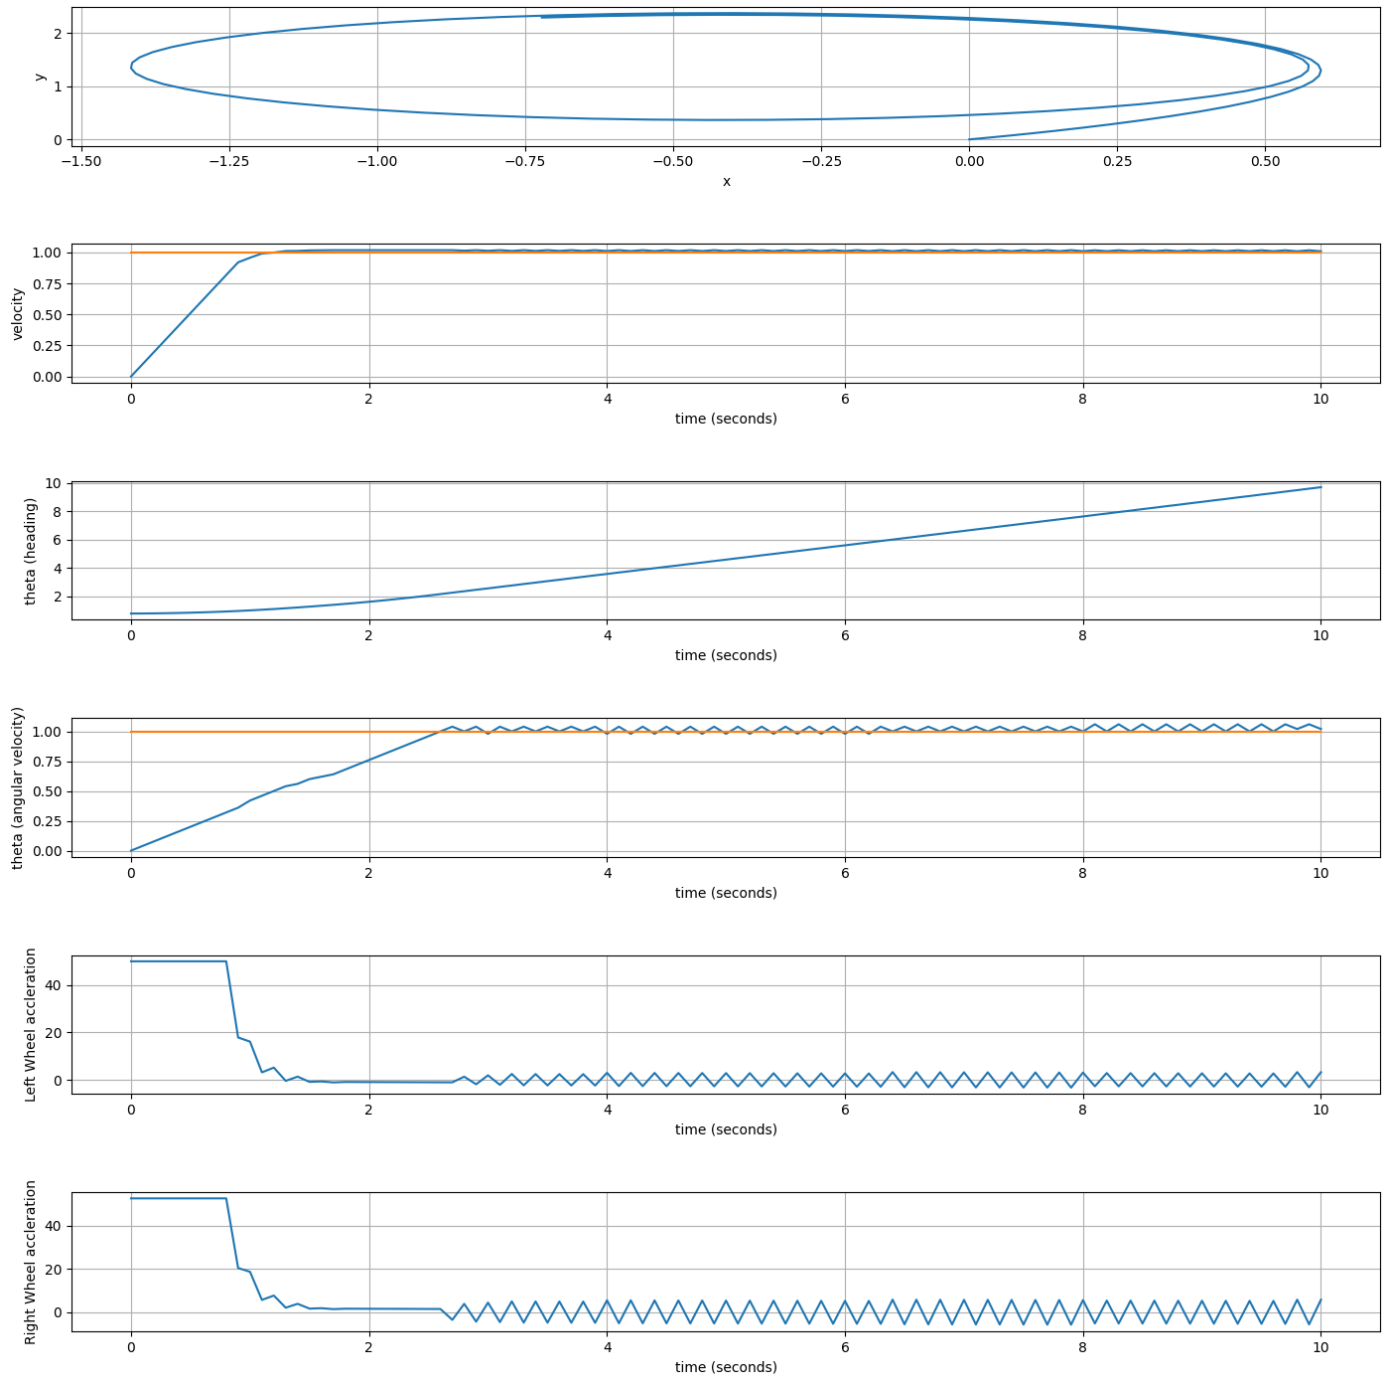 2
1
0
y
−1.50 −1.25 −1.00 −0.75 −0.50 −0.25 0.00 0.25 0.50
x
1.00
0.75
0.50
0.25
0.00
velocity
0 2 4 6 8 10
time (seconds)
10
8
6
4
2
theta (heading)
0 2 4 6 8 10
time (seconds)
1.00
0.75
0.50
0.25
0.00
theta (angular velocity)
0 2 4 6 8 10
time (seconds)
40
20
0
Left Wheel accleration
0 2 4 6 8 10
time (seconds)
40
20
0
Right Wheel accleration
0 2 4 6 8 10
time (seconds)